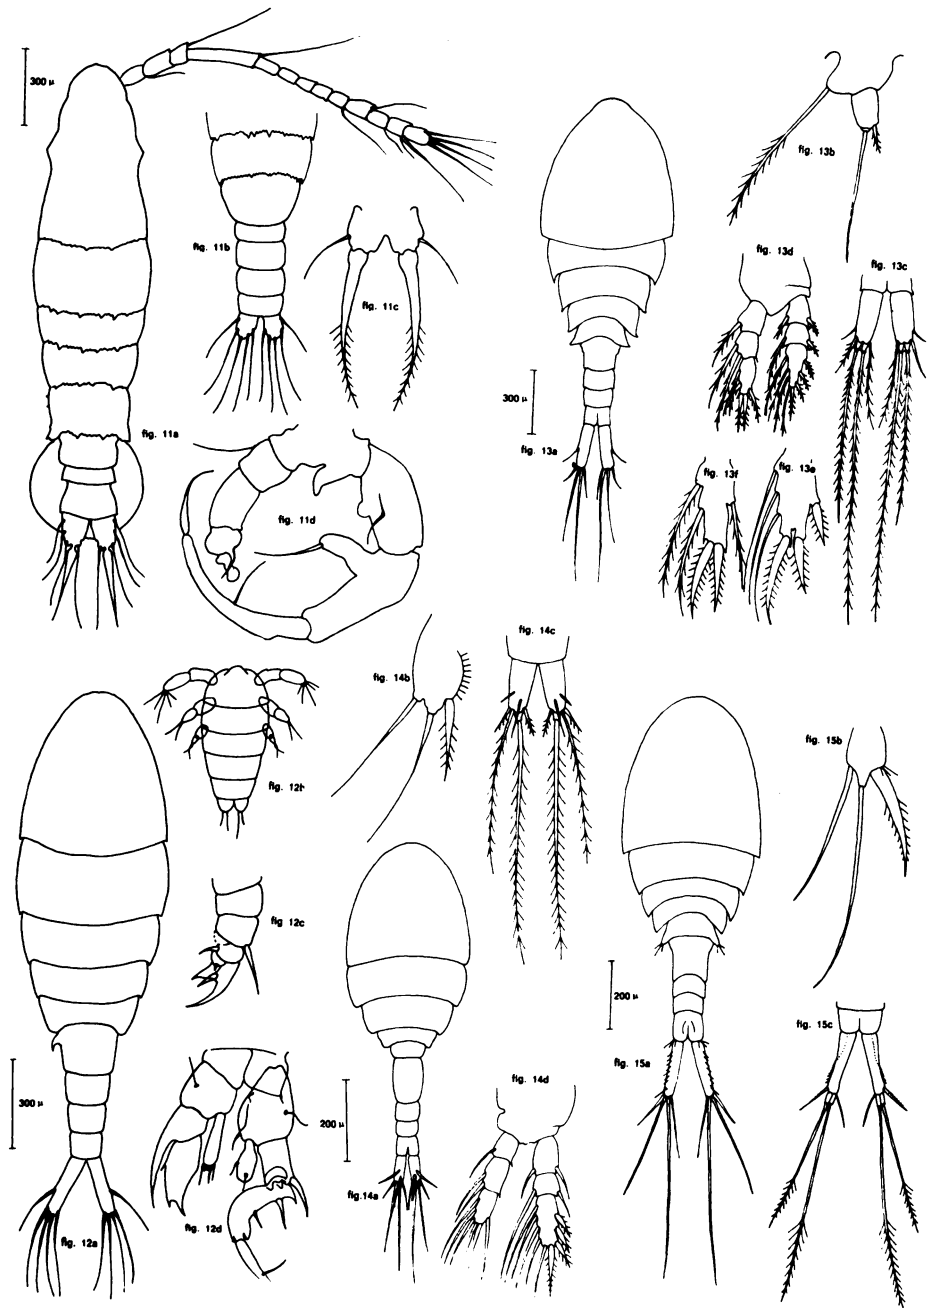 300 μ
fig. 13b
fig. 11b
fig. 13d
fig. 13c
fig. 11c
300 μ
fig. 11a
fig. 13a
fig. 13f
fig. 13e
fig. 11d
fig. 14c
fig. 14b
fig. 15b
fig. 12b
fig 12c
200 μ
fig. 15c
fig. 15a
fig. 14d
300 μ
200 μ
fig.14a
fig. 12d
fig. 12a